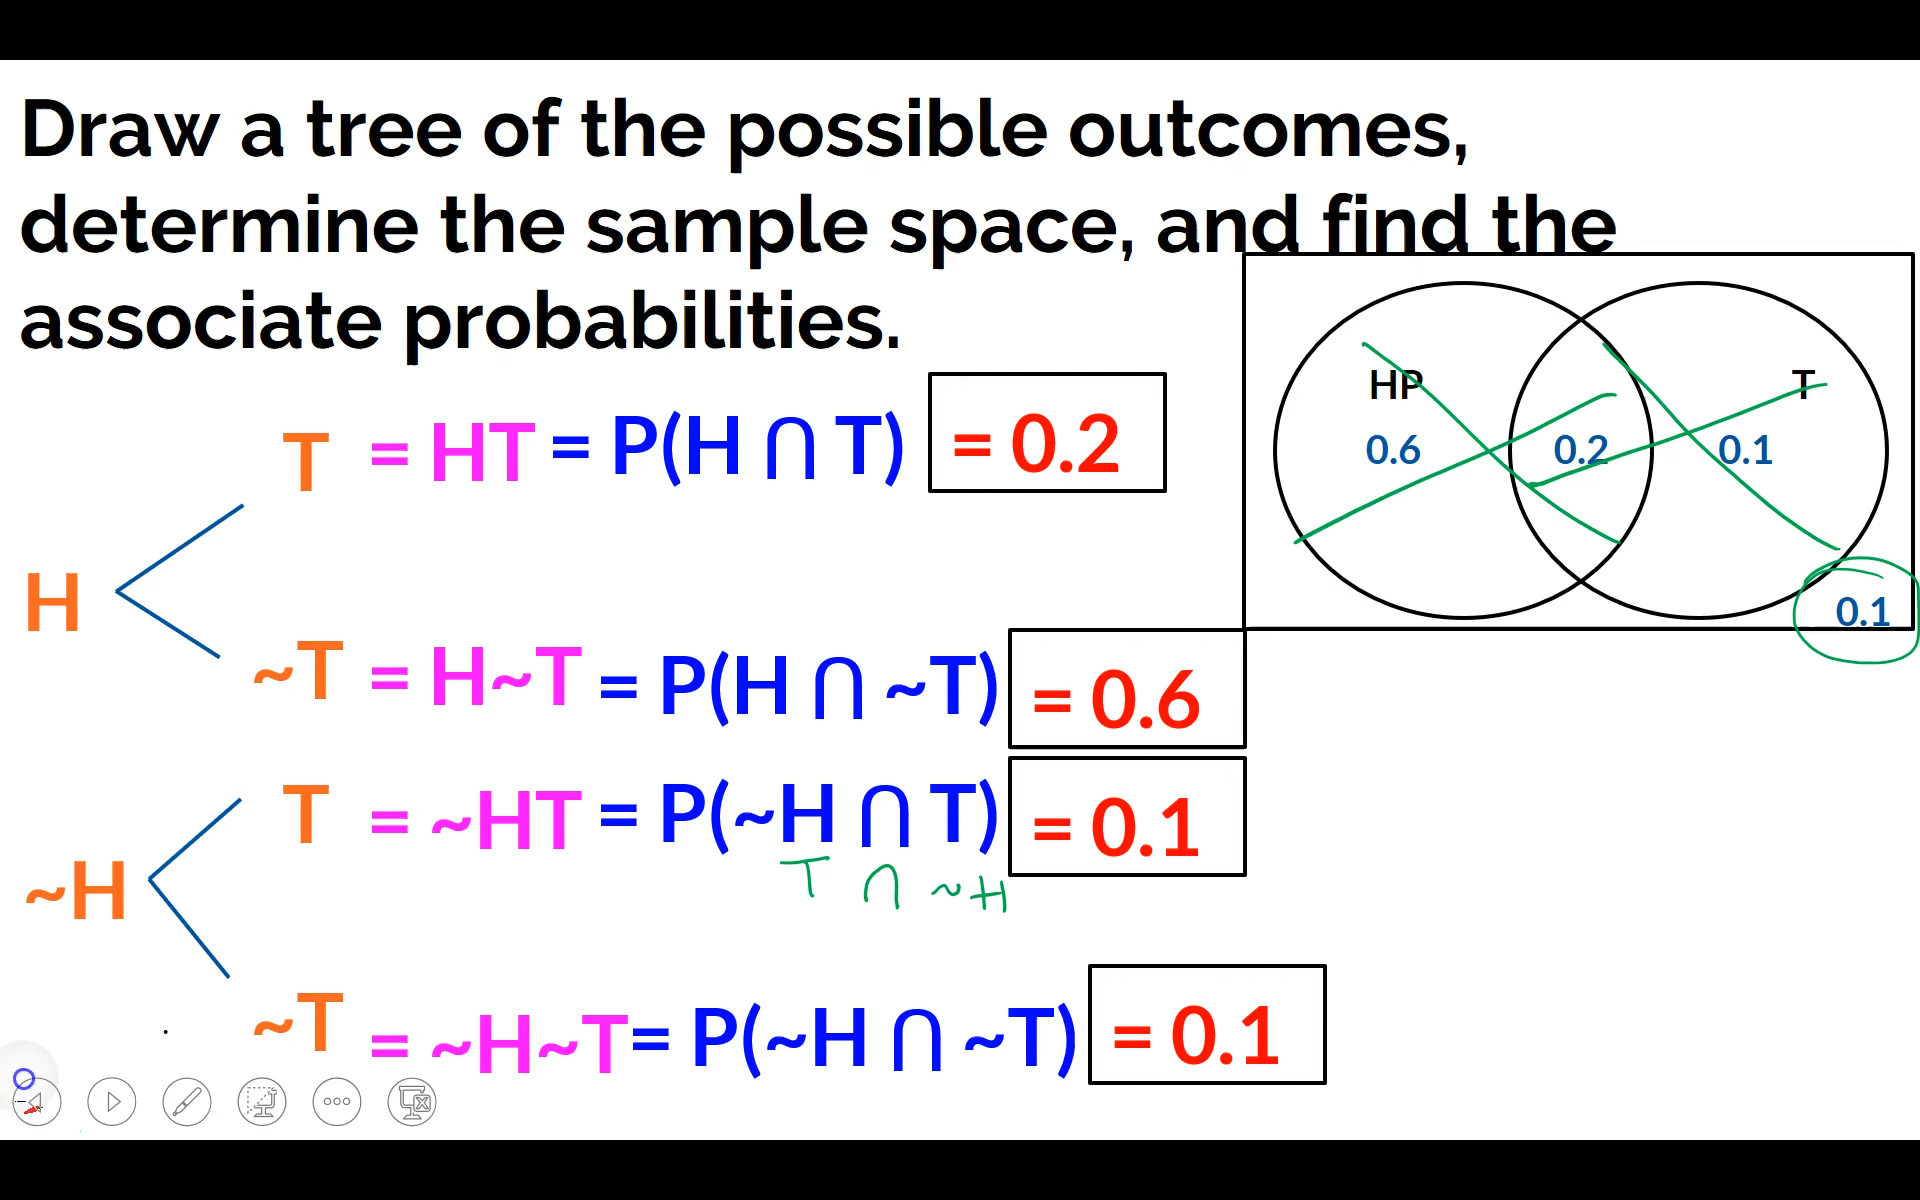 Draw a tree of the possible outcomes,
determine the sample space, and find the
associate probabilities.
HP T
0.6 0.2 0.1
0.1
H
T = HT = P(H ∩ T) = 0.2
~T = H~T = P(H ∩ ~T) = 0.6
~H
T = ~HT = P(~H ∩ T) = 0.1
T ∩ ~H
~T = ~H~T = P(~H ∩ ~T) = 0.1